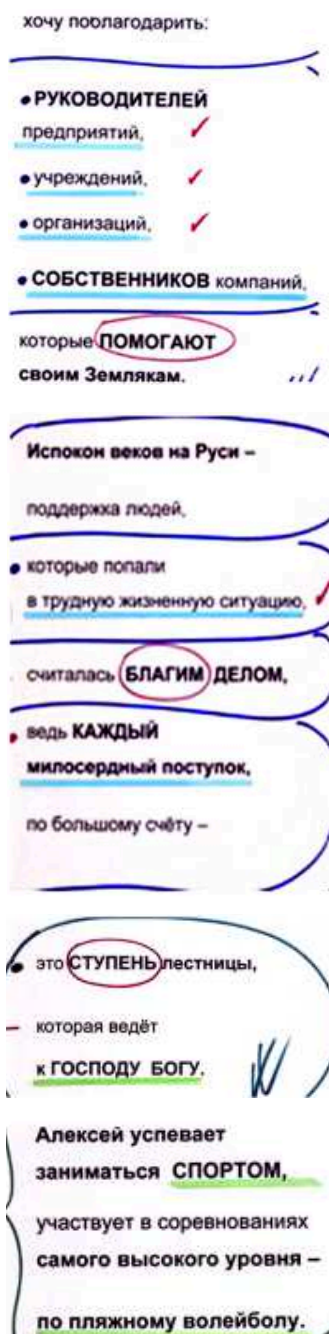 хочу поблагодарить:
• РУКОВОДИТЕЛЕЙ
предприятий,
• учреждений,
• организаций,
• СОБСТВЕННИКОВ компаний,
которые ПОМОГАЮТ
своим Землякам.
Испокон веков на Руси –
поддержка людей,
• которые попали
в трудную жизненную ситуацию,
считалась БЛАГИМ ДЕЛОМ,
• ведь КАЖДЫЙ
милосердный поступок,
по большому счёту –
• это СТУПЕНЬ лестницы,
– которая ведёт
к ГОСПОДУ БОГУ.
Алексей успевает
заниматься СПОРТОМ,
участвует в соревнованиях
самого высокого уровня –
по пляжному волейболу.